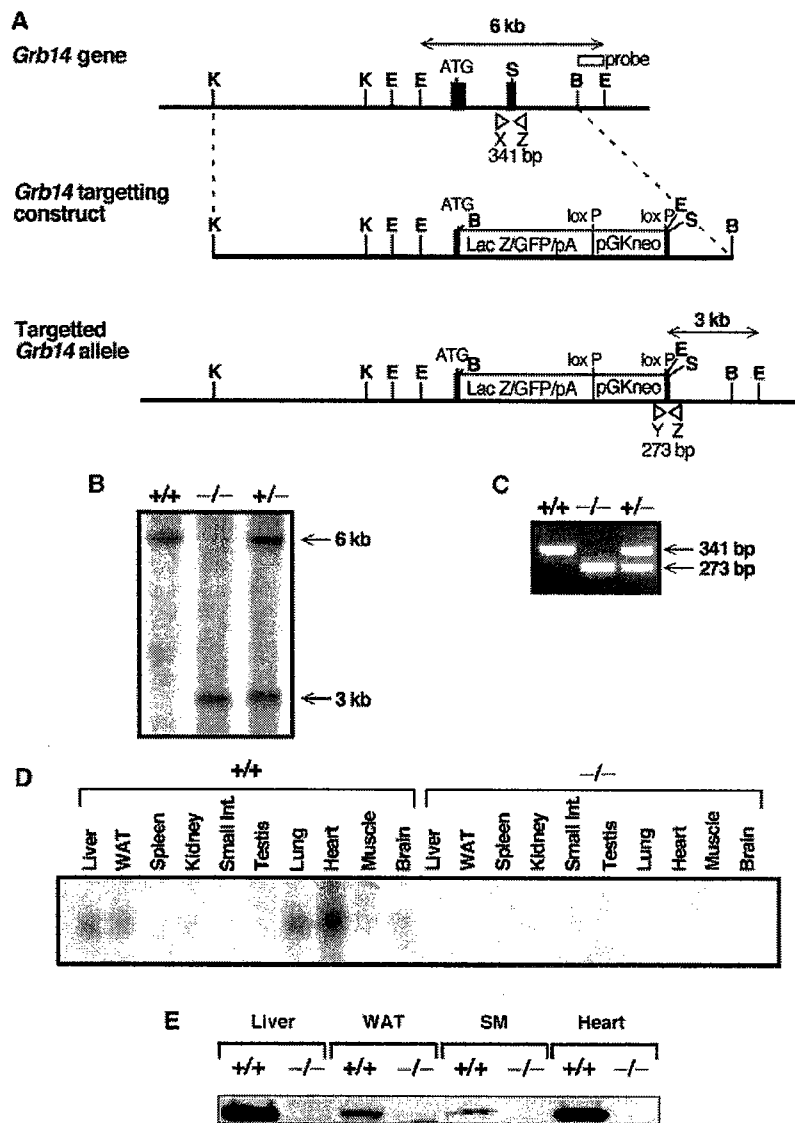 A
6 kb
Grb14 gene
probe
K K E E ATG S B E
X Z
341 bp
Grb14 targetting
construct
K K E E ATG B lox P lox P E S B
Lac Z/GFP/pA pGKneo
Targetted
Grb14 allele
3 kb
K K E E ATG B lox P lox P E S B E
Lac Z/GFP/pA pGKneo
Y Z
273 bp
B
+/+ −/− +/−
6 kb
3 kb
C
+/+ −/− +/−
341 bp
273 bp
D
+/+ −/−
Liver WAT Spleen Kidney Small Int. Testis Lung Heart Muscle Brain Liver WAT Spleen Kidney Small Int. Testis Lung Heart Muscle Brain
E
Liver WAT SM Heart
+/+ −/− +/+ −/− +/+ −/− +/+ −/−